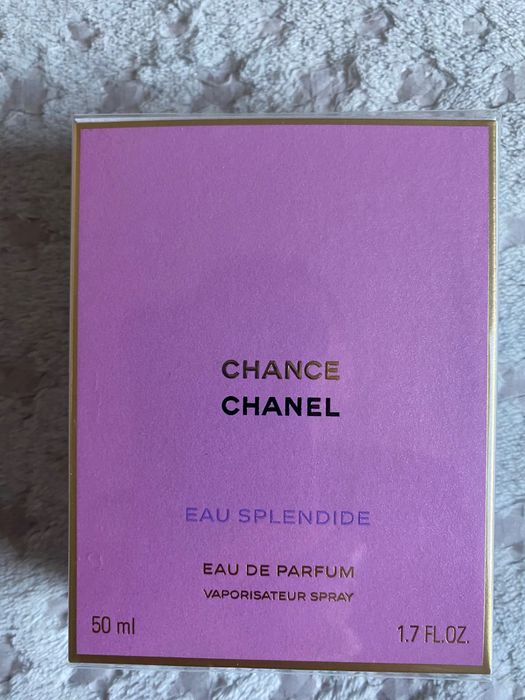 CHANCE
CHANEL
EAU SPLENDIDE
EAU DE PARFUM
VAPORISATEUR SPRAY
50 ml 1.7 FL.OZ.